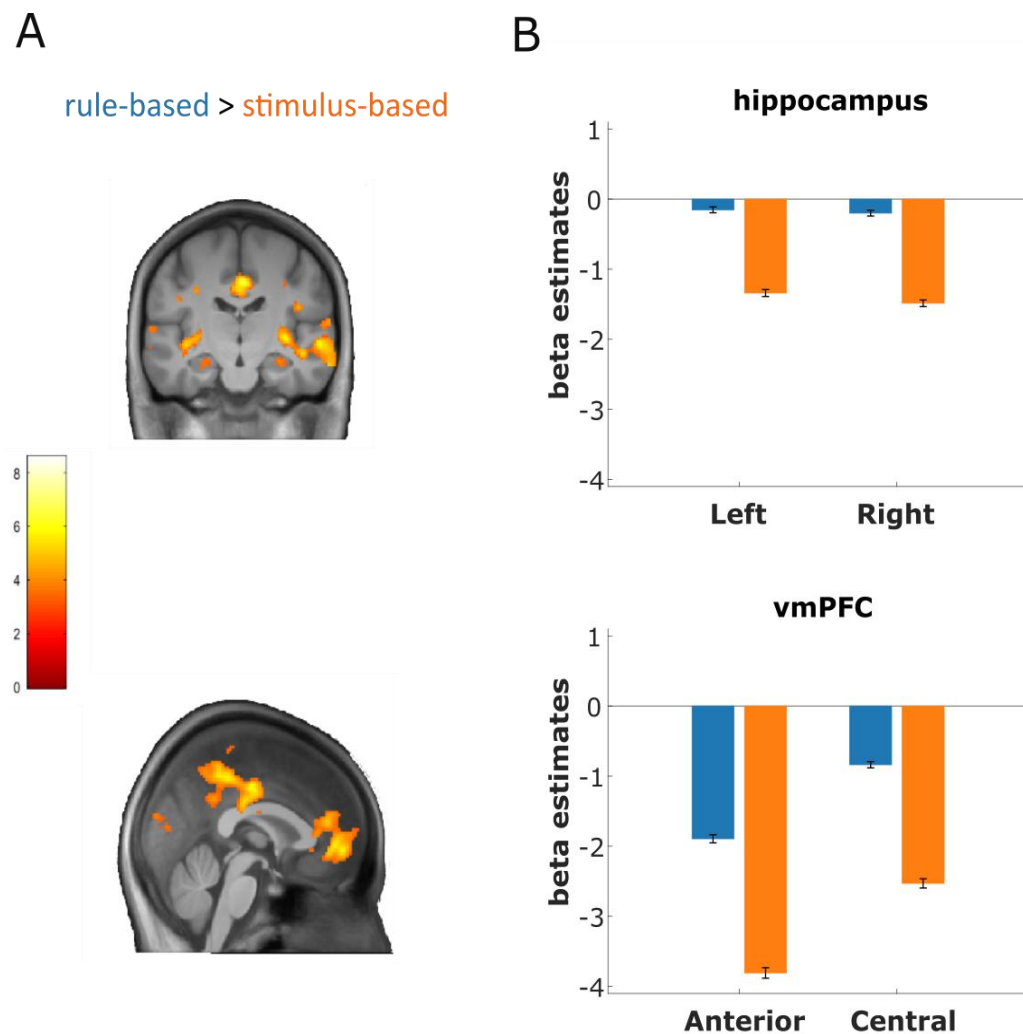 A
rule-based > stimulus-based
8
6
4
2
0
B
hippocampus
beta estimates
1
0
-1
-2
-3
-4
Left Right
vmPFC
beta estimates
1
0
-1
-2
-3
-4
Anterior Central